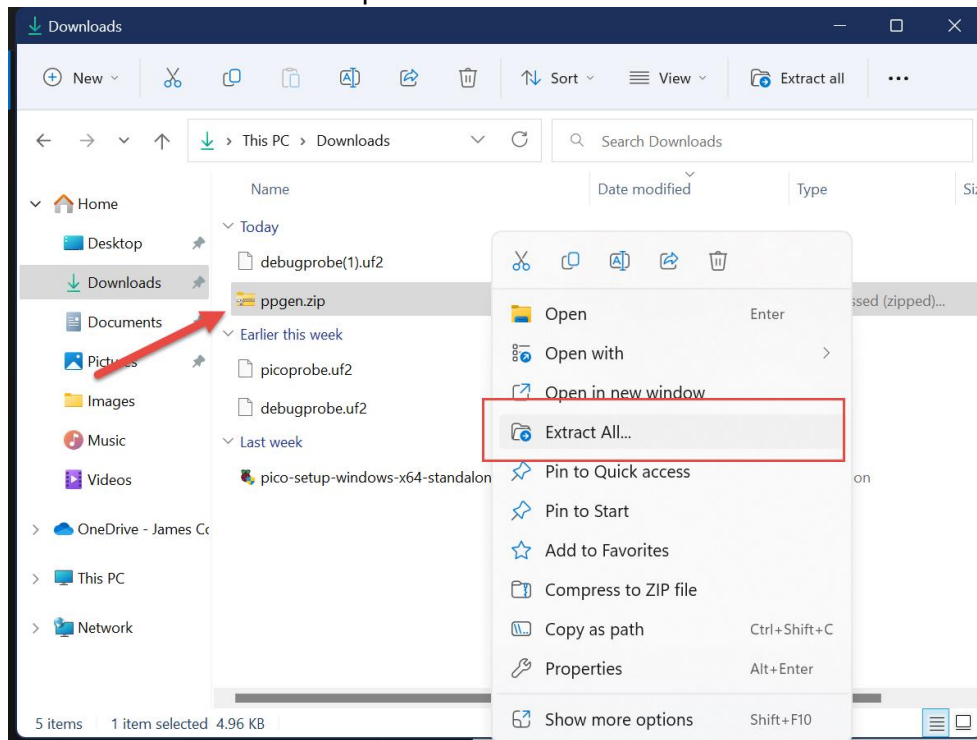 Downloads
New
Sort
View
Extract all
This PC > Downloads
Search Downloads
Name Date modified Type
Home
Desktop
Downloads
Documents
Images
Music
Videos
OneDrive - James
This PC
Network
Today
debugprobe(1).uf2
ppgen.zip
(zipped)...
Earlier this week
picoprobe.uf2
debugprobe.uf2
Last week
pico-setup-windows-x64-standalon
on
Open Enter
Open with
Open in new window
Extract All...
Pin to Quick access
Pin to Start
Add to Favorites
Compress to ZIP file
Copy as path Ctrl+Shift+C
Properties Alt+Enter
Show more options Shift+F10
5 items 1 item selected 4.96 KB